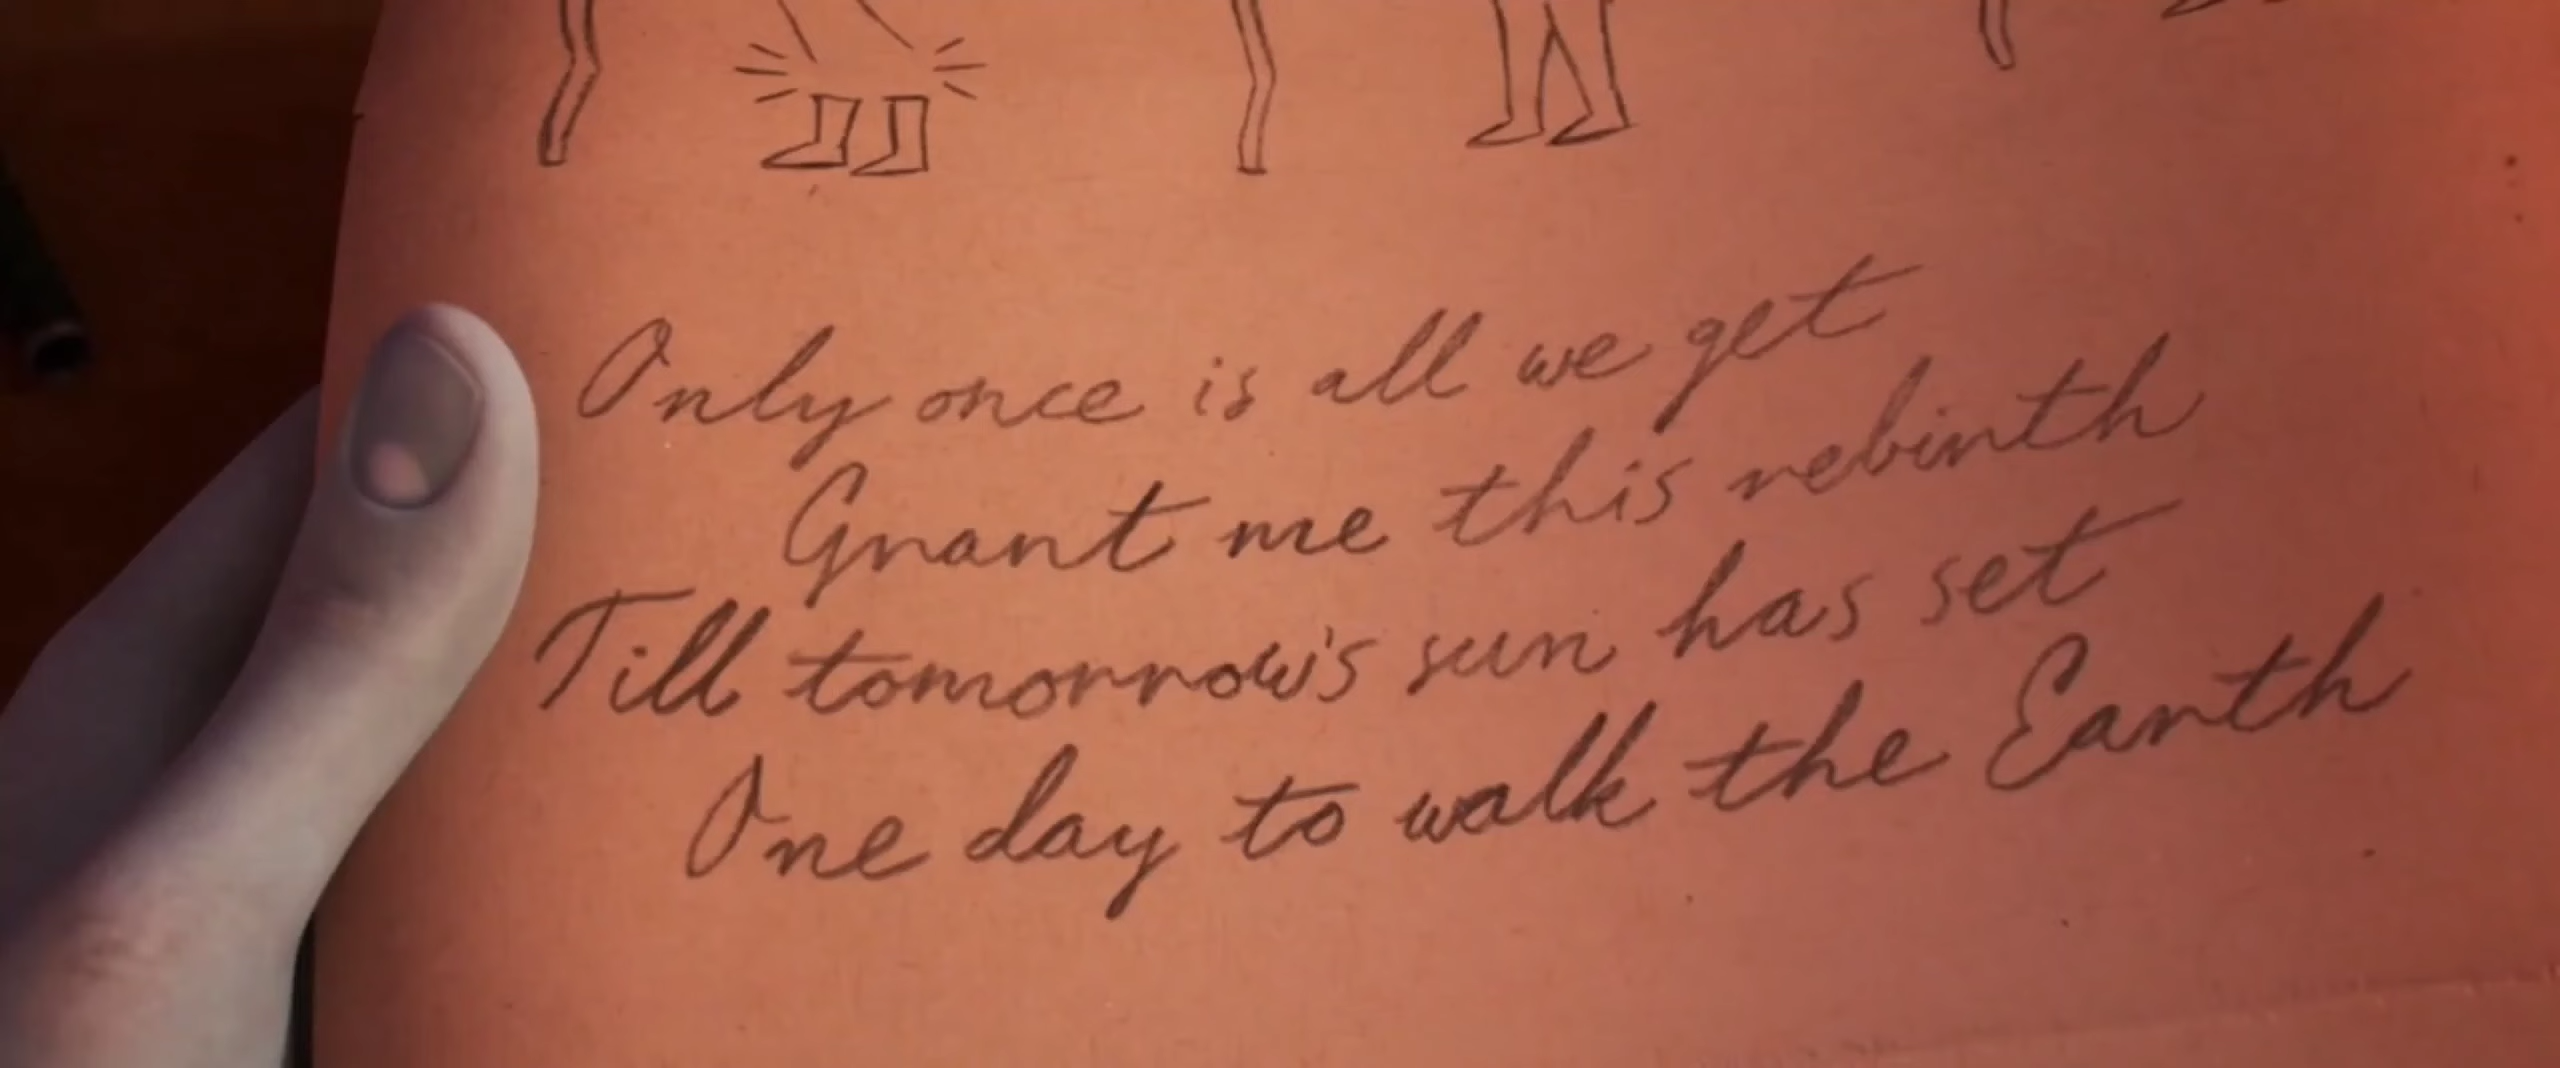 Only once is all we get
Grant me this rebirth
Till tomorrow's sun has set
One day to walk the Earth